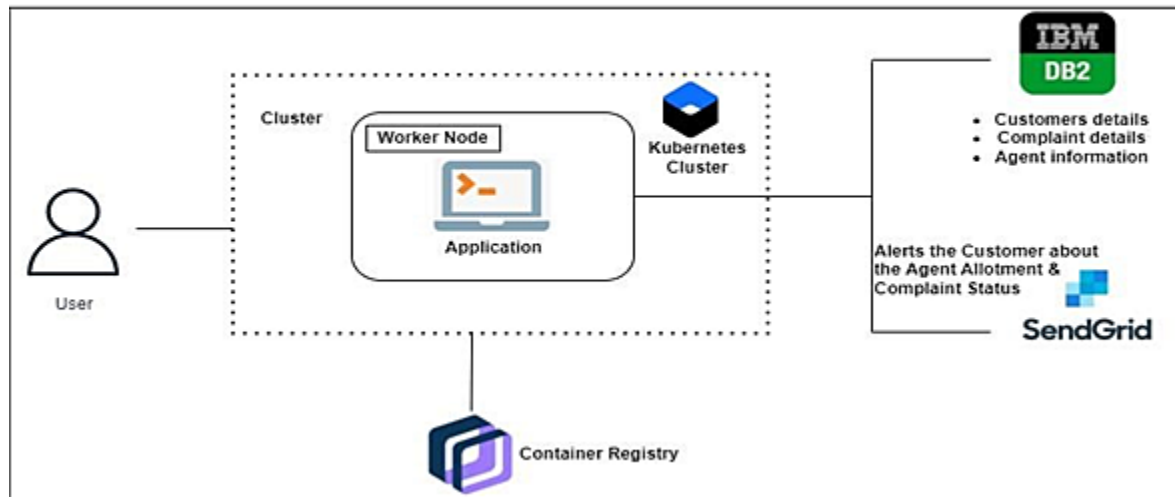 IBM
DB2
Customers details
Complaint details
Agent information
Cluster
Worker Node
Kubernetes
Cluster
Application
User
Alerts the Customer about
the Agent Allotment &
Complaint Status
SendGrid
Container Registry